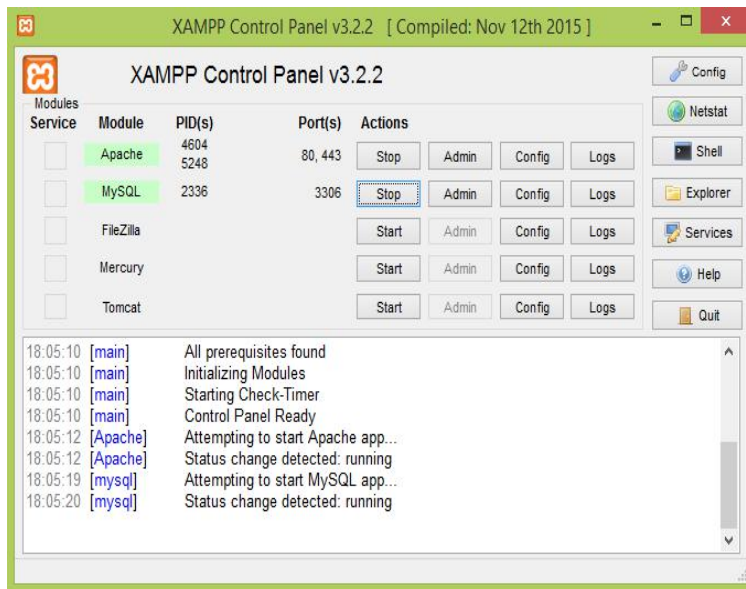 XAMPP Control Panel v3.2.2 [ Compiled: Nov 12th 2015 ]
XAMPP Control Panel v3.2.2
Config
Modules
Service Module PID(s) Port(s) Actions
Netstat
Apache 4604 5248 80, 443 Stop Admin Config Logs
Shell
MySQL 2336 3306 Stop Admin Config Logs
Explorer
FileZilla Start Admin Config Logs
Services
Mercury Start Admin Config Logs
Help
Tomcat Start Admin Config Logs
Quit
18:05:10 [main] All prerequisites found
18:05:10 [main] Initializing Modules
18:05:10 [main] Starting Check-Timer
18:05:10 [main] Control Panel Ready
18:05:12 [Apache] Attempting to start Apache app...
18:05:12 [Apache] Status change detected: running
18:05:19 [mysql] Attempting to start MySQL app...
18:05:20 [mysql] Status change detected: running